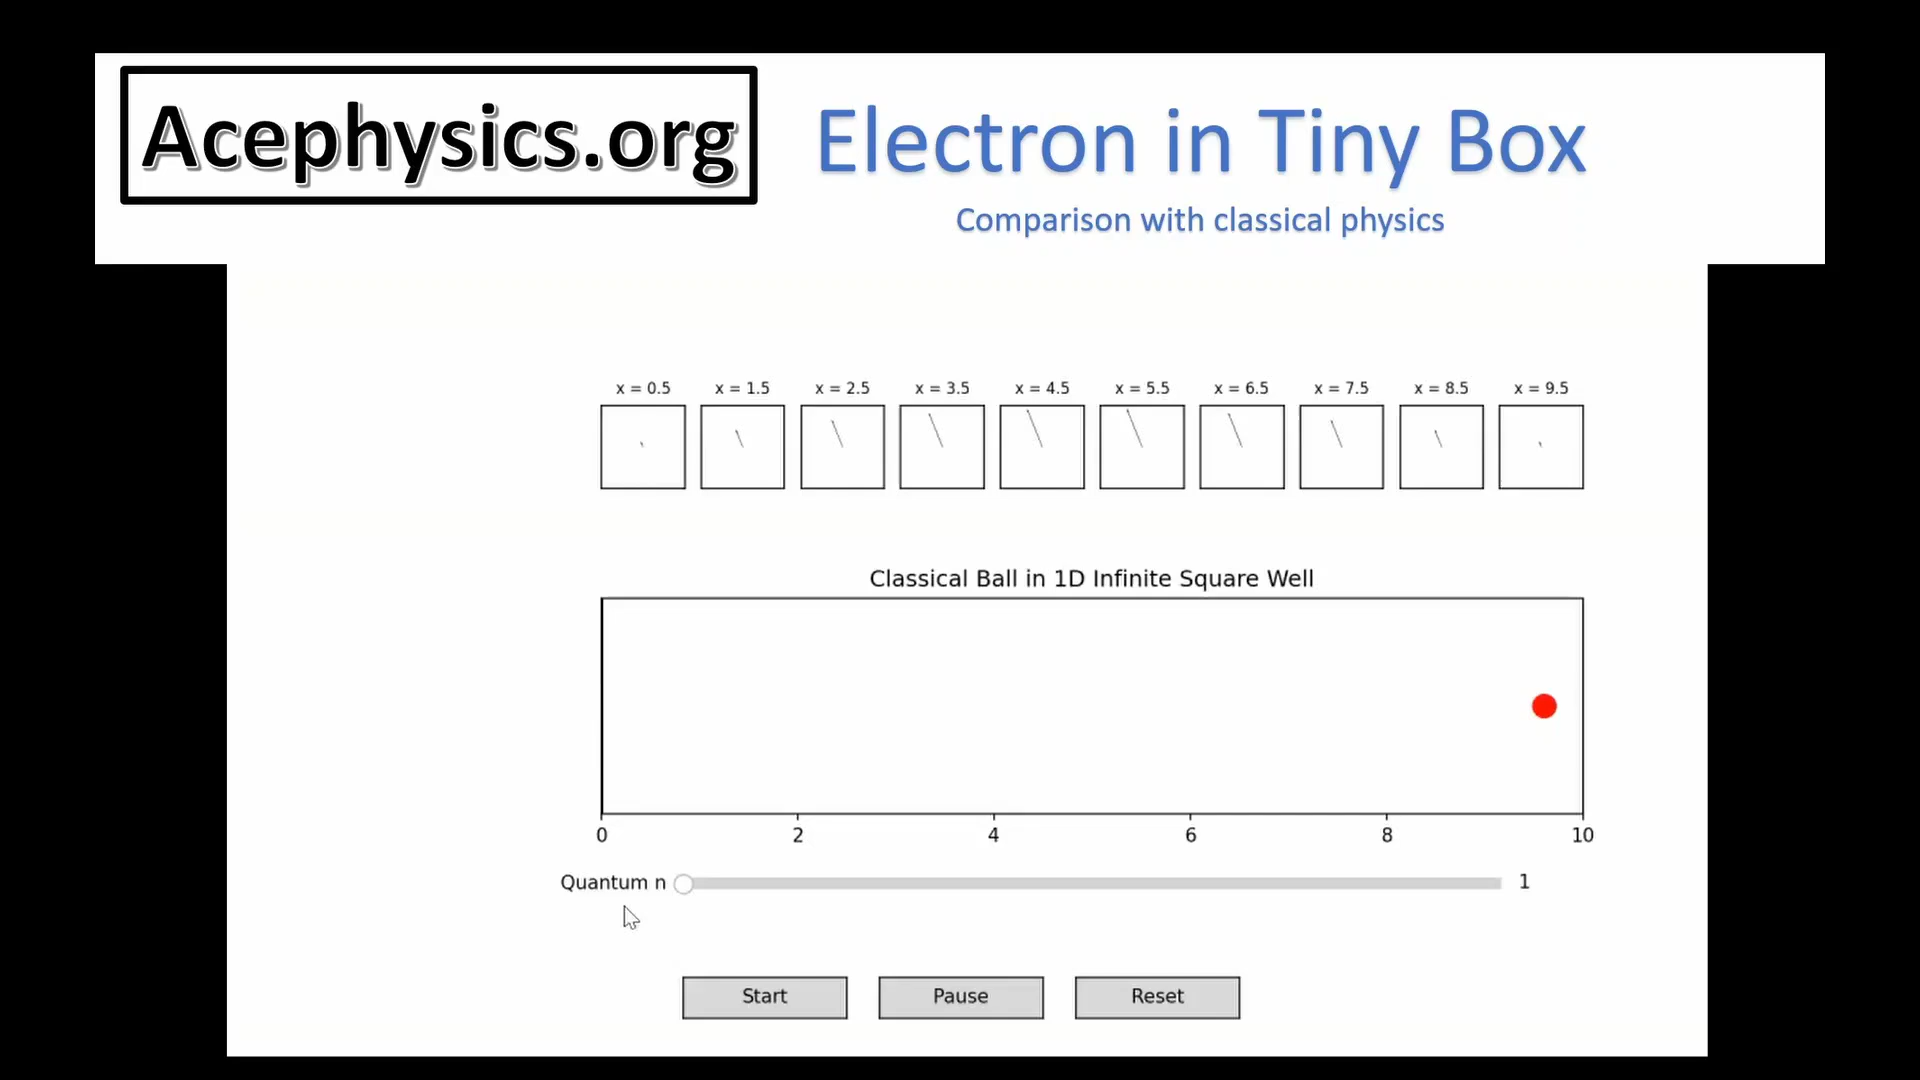 Acephysics.org
Electron in Tiny Box
Comparison with classical physics
x = 0.5 x = 1.5 x = 2.5 x = 3.5 x = 4.5 x = 5.5 x = 6.5 x = 7.5 x = 8.5 x = 9.5
Classical Ball in 1D Infinite Square Well
0 2 4 6 8 10
Quantum n 1
Start Pause Reset